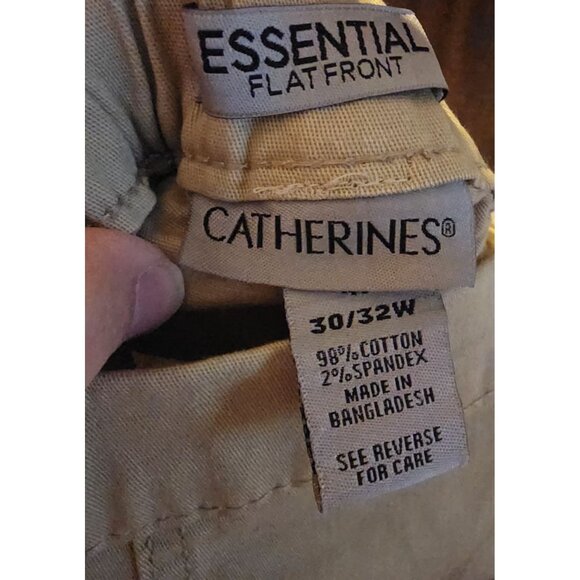 ESSENTIAL
FLAT FRONT
CATHERINES®
30/32W
98% COTTON
2% SPANDEX
MADE IN
BANGLADESH
SEE REVERSE
FOR CARE